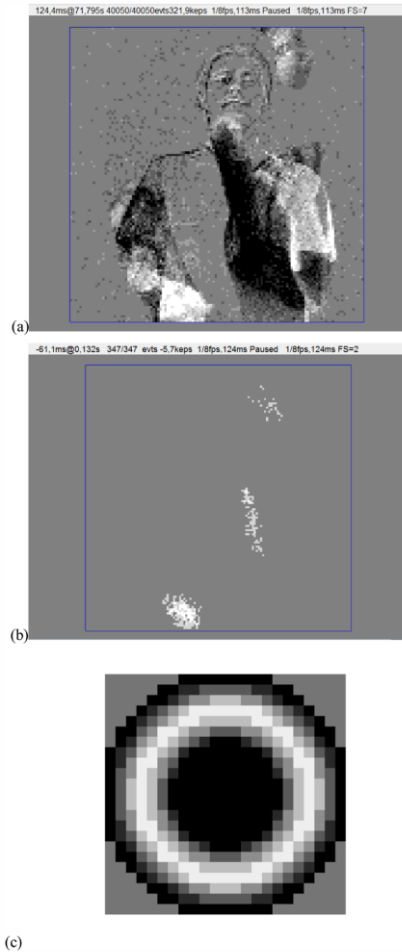 124,4ms@71,795s 40050/40050evts321,9keps 1/8fps,113ms Paused 1/8fps,113ms FS=7
(a)
-61,1ms@0,132s 347/347 evts -5,7keps 1/8fps,124ms Paused 1/8fps,124ms FS=2
(b)
(c)